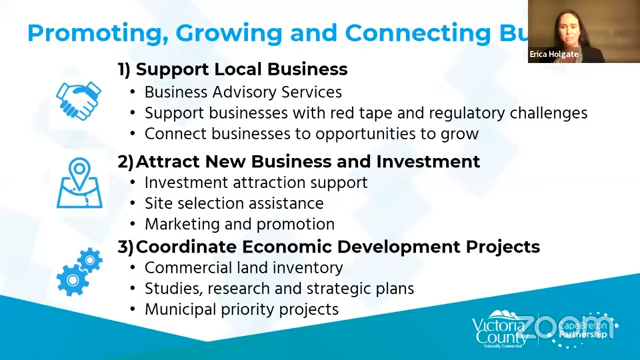 Promoting, Growing and Connecting Bu
Erica Holgate
1) Support Local Business
• Business Advisory Services
• Support businesses with red tape and regulatory challenges
• Connect businesses to opportunities to grow
2) Attract New Business and Investment
• Investment attraction support
• Site selection assistance
• Marketing and promotion
3) Coordinate Economic Development Projects
• Commercial land inventory
• Studies, research and strategic plans
• Municipal priority projects
Victoria County
Naturally Connected
Cape Breton Partnership
zoom